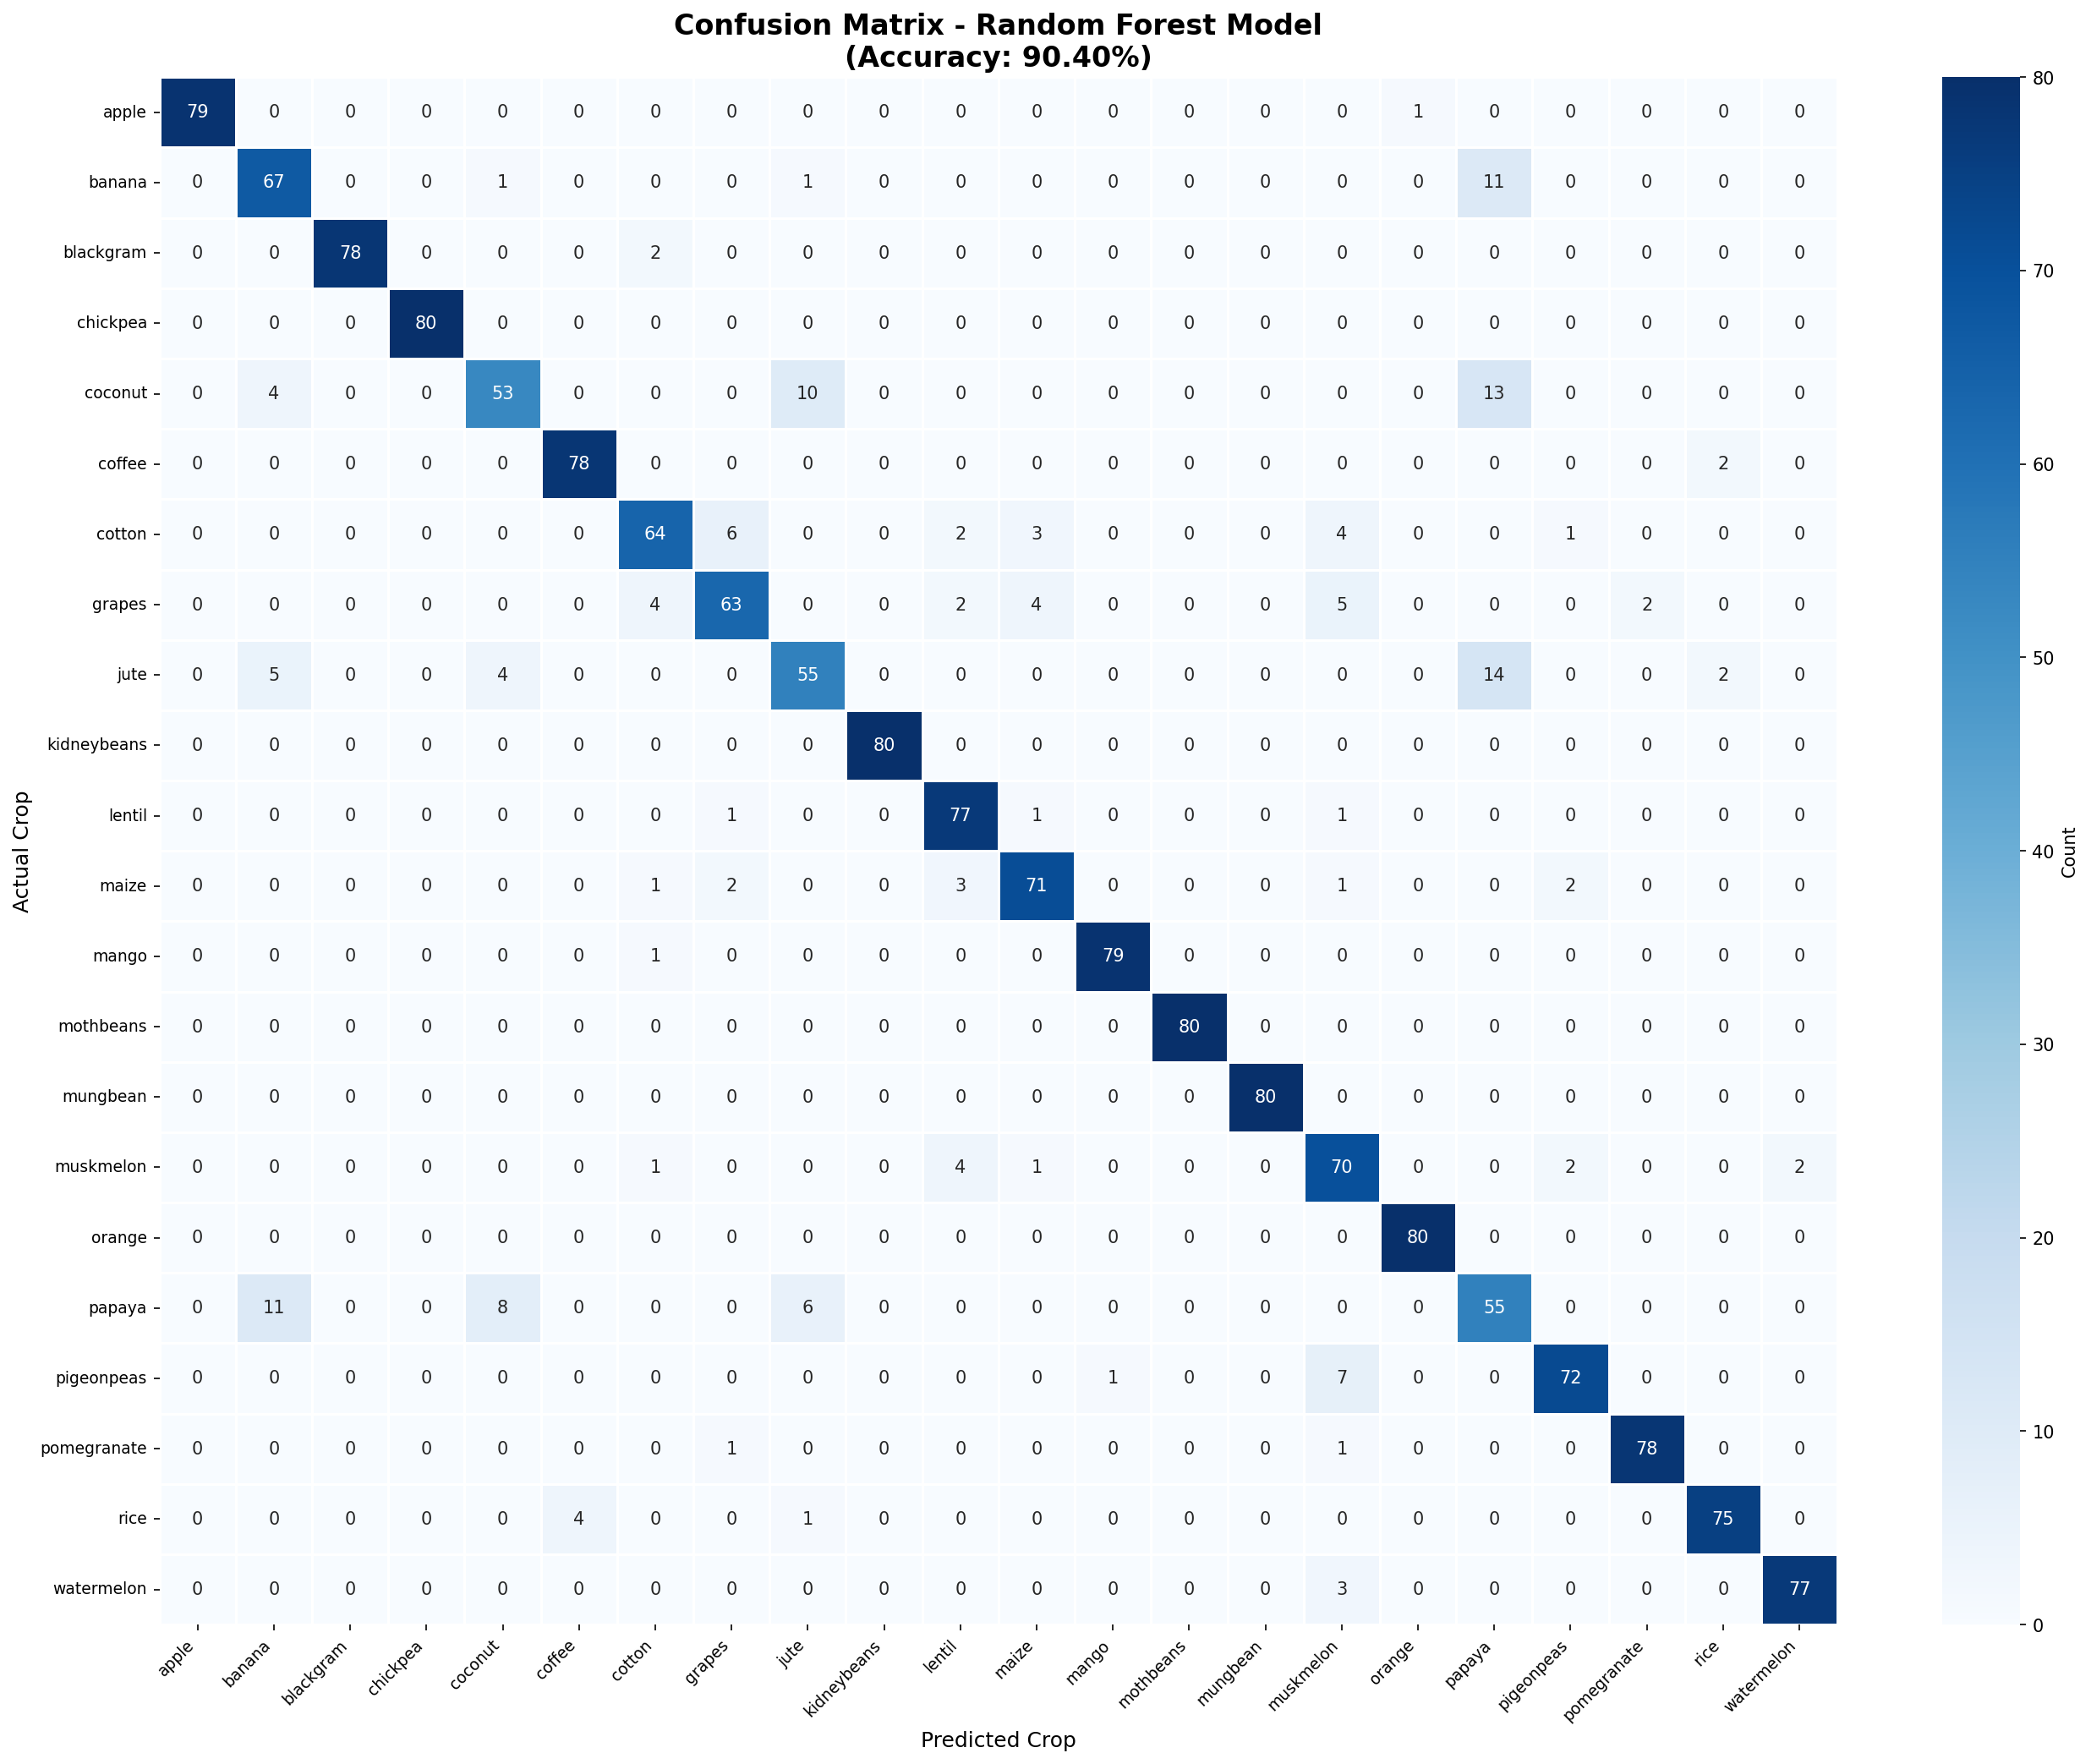 Confusion Matrix - Random Forest Model
(Accuracy: 90.40%)
apple 79 0 0 0 0 0 0 0 0 0 0 0 0 0 0 0 1 0 0 0 0 0
banana 0 67 0 0 1 0 0 0 1 0 0 0 0 0 0 0 0 11 0 0 0 0
blackgram 0 0 78 0 0 0 2 0 0 0 0 0 0 0 0 0 0 0 0 0 0 0
chickpea 0 0 0 80 0 0 0 0 0 0 0 0 0 0 0 0 0 0 0 0 0 0
coconut 0 4 0 0 53 0 0 0 10 0 0 0 0 0 0 0 0 13 0 0 0 0
coffee 0 0 0 0 0 78 0 0 0 0 0 0 0 0 0 0 0 0 0 0 2 0
cotton 0 0 0 0 0 0 64 6 0 0 2 3 0 0 0 4 0 0 1 0 0 0
grapes 0 0 0 0 0 0 4 63 0 0 2 4 0 0 0 5 0 0 0 2 0 0
jute 0 5 0 0 4 0 0 0 55 0 0 0 0 0 0 0 0 14 0 0 2 0
kidneybeans 0 0 0 0 0 0 0 0 0 80 0 0 0 0 0 0 0 0 0 0 0 0
lentil 0 0 0 0 0 0 0 1 0 0 77 1 0 0 0 1 0 0 0 0 0 0
maize 0 0 0 0 0 0 1 2 0 0 3 71 0 0 0 1 0 0 2 0 0 0
mango 0 0 0 0 0 0 1 0 0 0 0 0 79 0 0 0 0 0 0 0 0 0
mothbeans 0 0 0 0 0 0 0 0 0 0 0 0 0 80 0 0 0 0 0 0 0 0
mungbean 0 0 0 0 0 0 0 0 0 0 0 0 0 0 80 0 0 0 0 0 0 0
muskmelon 0 0 0 0 0 0 1 0 0 0 4 1 0 0 0 70 0 0 2 0 0 2
orange 0 0 0 0 0 0 0 0 0 0 0 0 0 0 0 0 80 0 0 0 0 0
papaya 0 11 0 0 8 0 0 0 6 0 0 0 0 0 0 0 0 55 0 0 0 0
pigeonpeas 0 0 0 0 0 0 0 0 0 0 0 0 1 0 0 7 0 0 72 0 0 0
pomegranate 0 0 0 0 0 0 0 1 0 0 0 0 0 0 0 1 0 0 0 78 0 0
rice 0 0 0 0 0 4 0 0 1 0 0 0 0 0 0 0 0 0 0 0 75 0
watermelon 0 0 0 0 0 0 0 0 0 0 0 0 0 0 0 3 0 0 0 0 0 77
apple banana blackgram chickpea coconut coffee cotton grapes jute kidneybeans lentil maize mango mothbeans mungbean muskmelon orange papaya pigeonpeas pomegranate rice watermelon
Predicted Crop
Actual Crop
80
70
60
50
40
30
20
10
0
Count